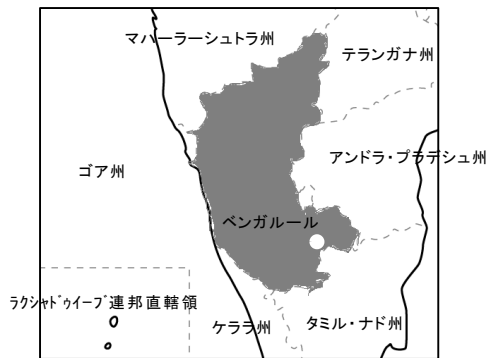 マハーラーシュトラ州
テランガナ州
アンドラ・プラデシュ州
ゴア州
ベンガルール
ラクシャドゥイープ連邦直轄領
ケララ州
タミル・ナド州